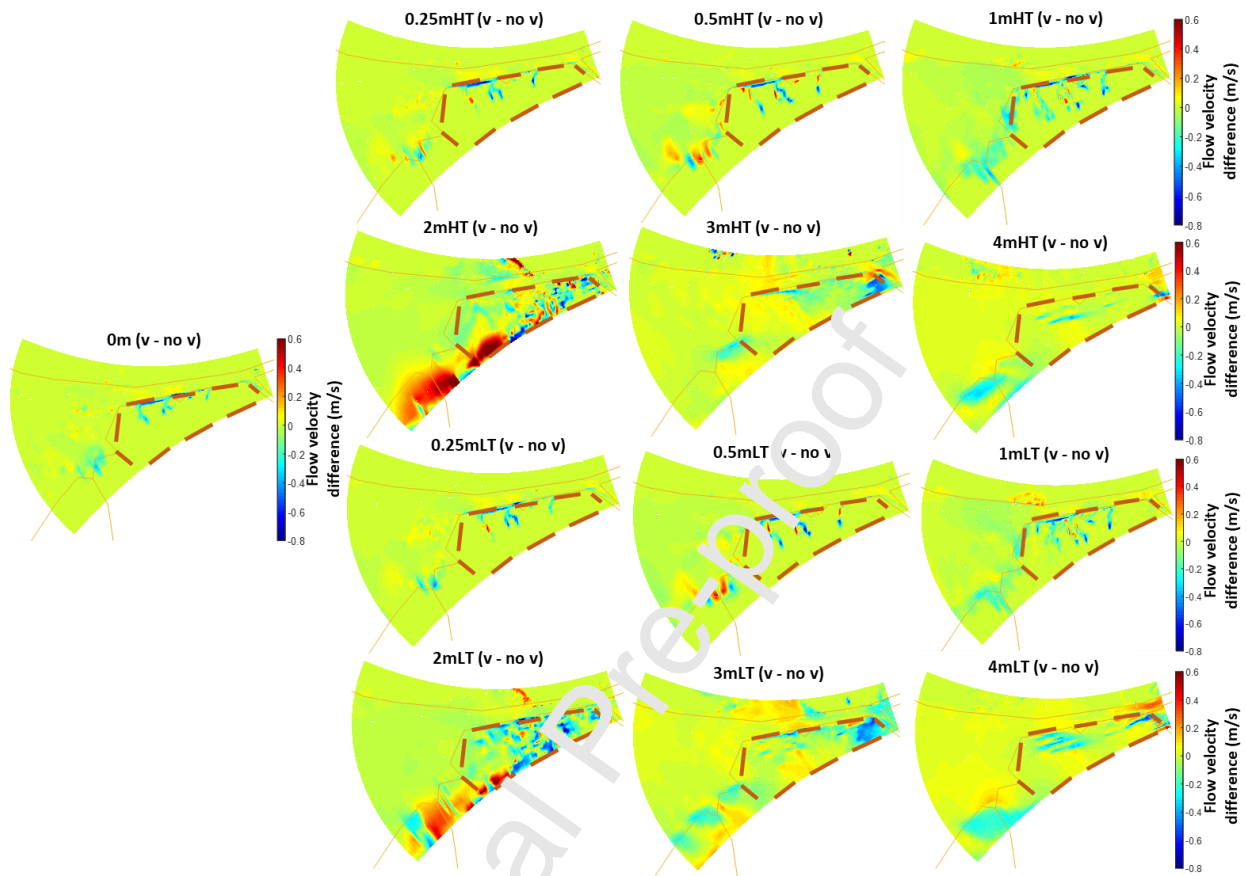 0.25mHT (v - no v)
0.5mHT (v - no v)
1mHT (v - no v)
0.6
0.4
0.2
0
-0.2
-0.4
-0.6
-0.8
Flow velocity
difference (m/s)
2mHT (v - no v)
3mHT (v - no v)
4mHT (v - no v)
0.6
0.4
0.2
0
-0.2
-0.4
-0.6
-0.8
Flow velocity
difference (m/s)
0m (v - no v)
0.6
0.4
0.2
0
-0.2
-0.4
-0.6
-0.8
Flow velocity
difference (m/s)
0.25mLT (v - no v)
0.5mLT (v - no v)
1mLT (v - no v)
0.6
0.4
0.2
0
-0.2
-0.4
-0.6
-0.8
Flow velocity
difference (m/s)
2mLT (v - no v)
3mLT (v - no v)
4mLT (v - no v)
0.6
0.4
0.2
0
-0.2
-0.4
-0.6
-0.8
Flow velocity
difference (m/s)
al Pre-proof